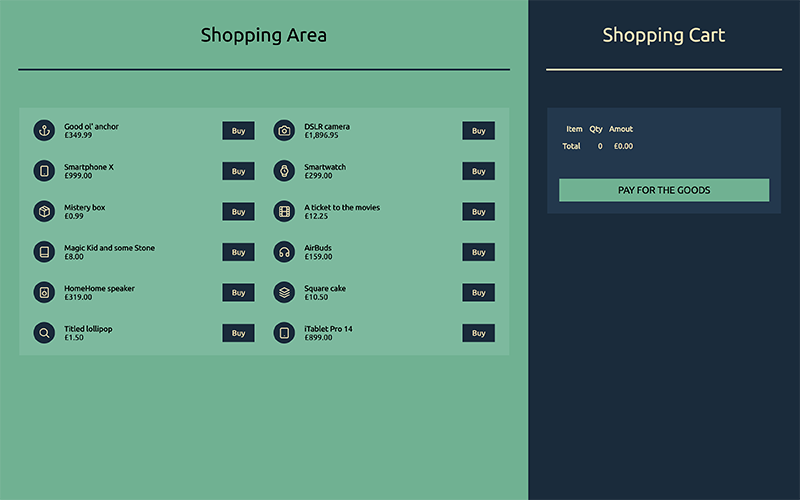 Shopping Area
Good ol' anchor
£349.99
Buy
DSLR camera
£1,896.95
Buy
Smartphone X
£999.00
Buy
Smartwatch
£299.00
Buy
Mistery box
£0.99
Buy
A ticket to the movies
£12.25
Buy
Magic Kid and some Stone
£8.00
Buy
AirBuds
£159.00
Buy
HomeHome speaker
£319.00
Buy
Square cake
£10.50
Buy
Titled lollipop
£1.50
Buy
iTablet Pro 14
£899.00
Buy
Shopping Cart
Item Qty Amout
Total 0 £0.00
PAY FOR THE GOODS